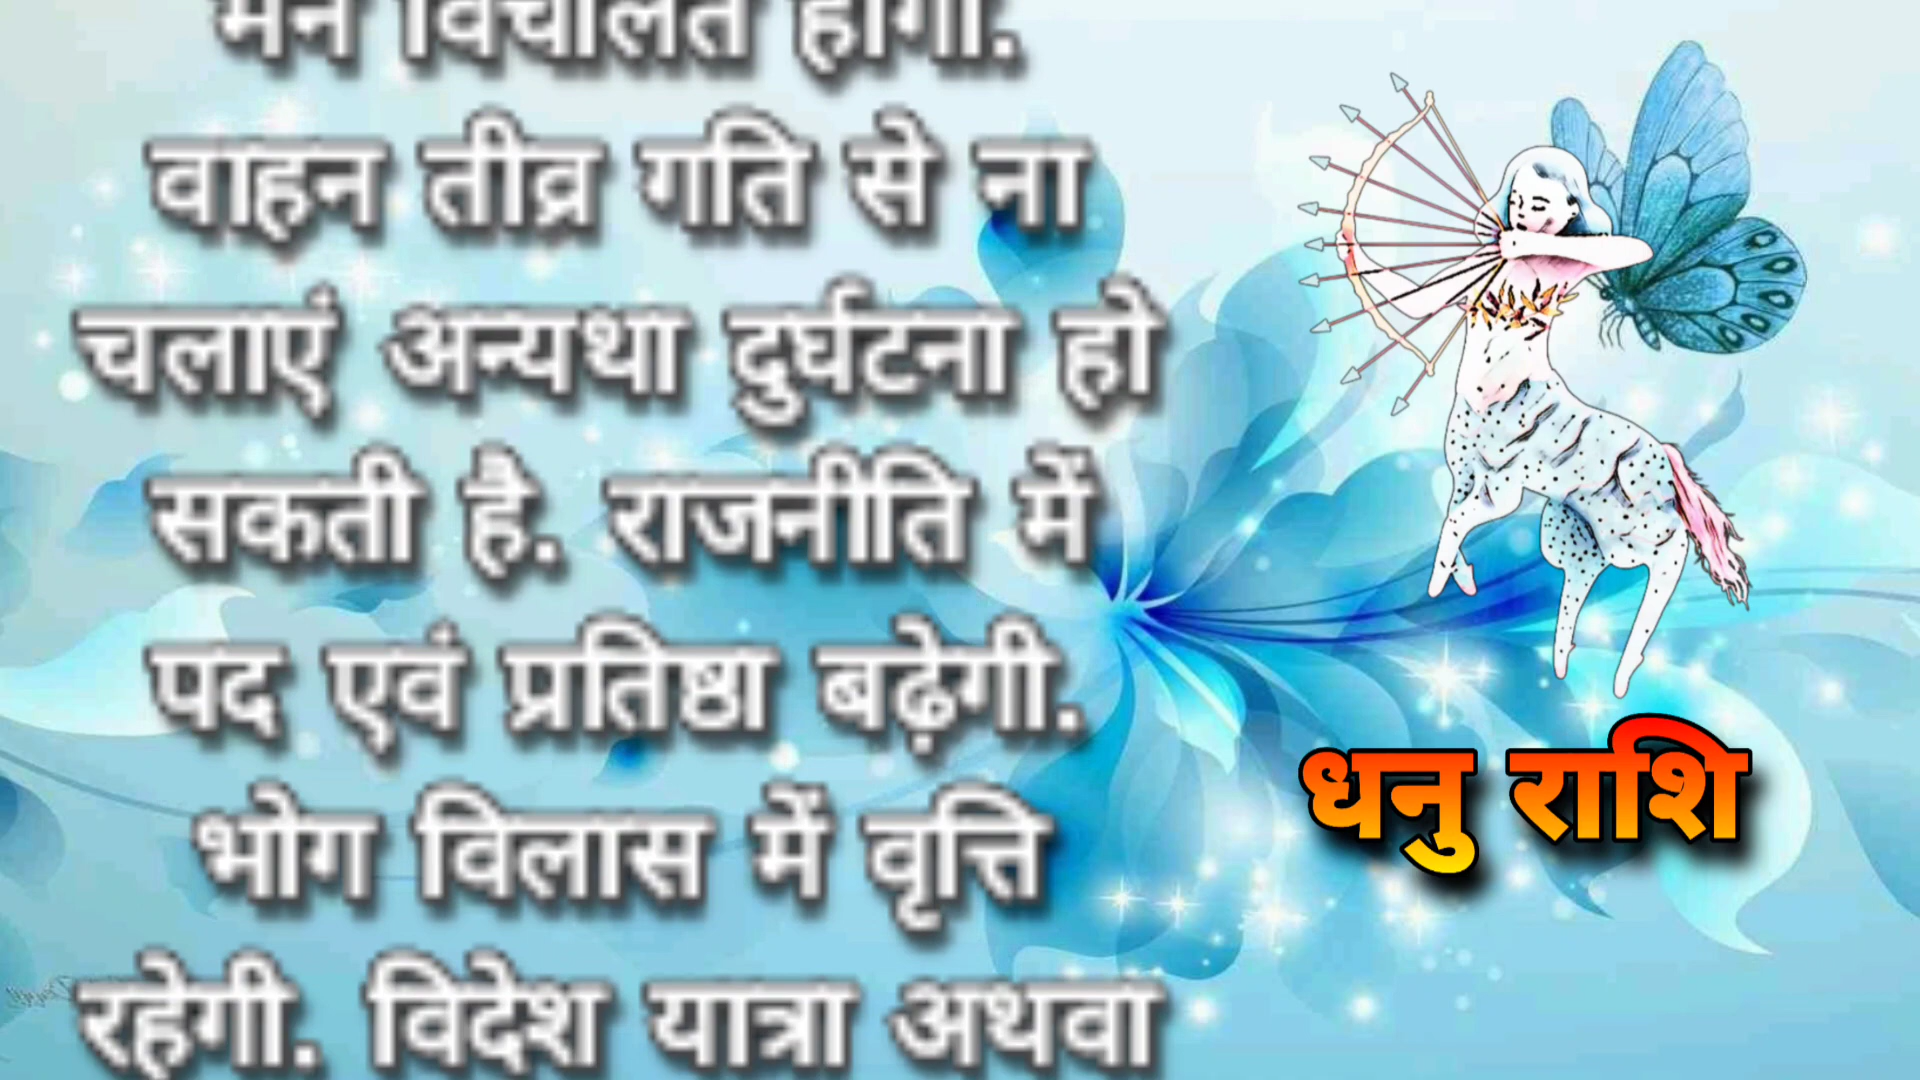 मन विचलित होगा.
वाहन तीव्र गति से ना
चलाएं अन्यथा दुर्घटना हो
सकती है. राजनीति में
पद एवं प्रतिष्ठा बढ़ेगी.
भोग विलास में वृत्ति
रहेगी. विदेश यात्रा अथवा
धनु राशि